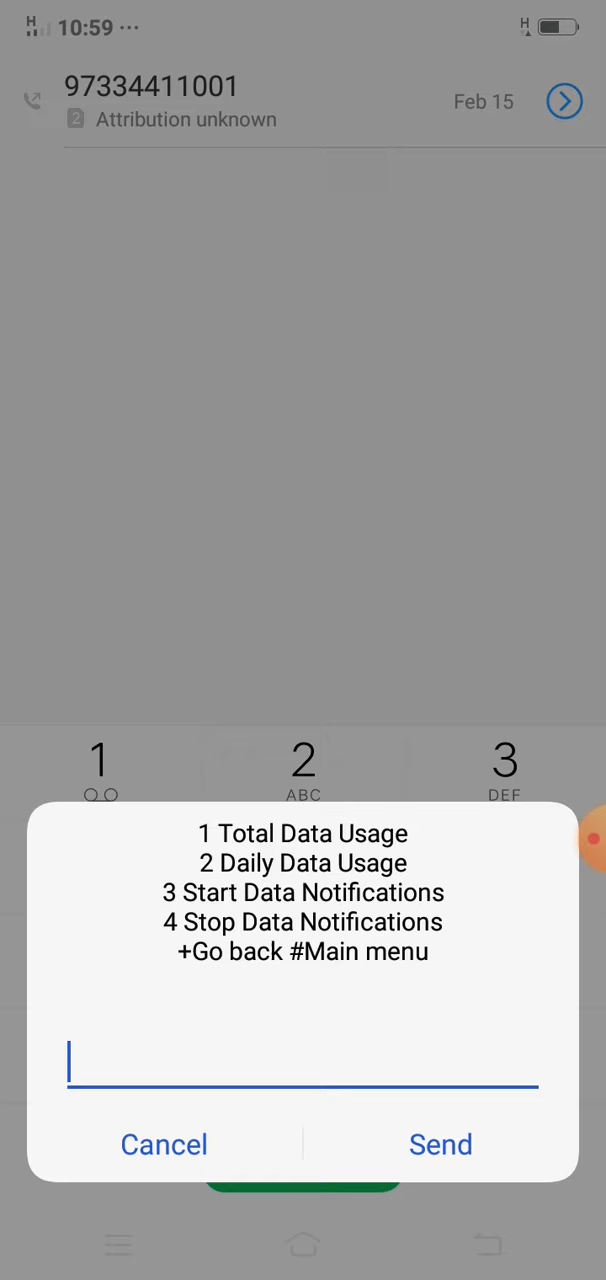 H 10:59 ··· H
97334411001
2 Attribution unknown
Feb 15
1 2 3
ABC DEF
1 Total Data Usage
2 Daily Data Usage
3 Start Data Notifications
4 Stop Data Notifications
+Go back #Main menu
Cancel Send